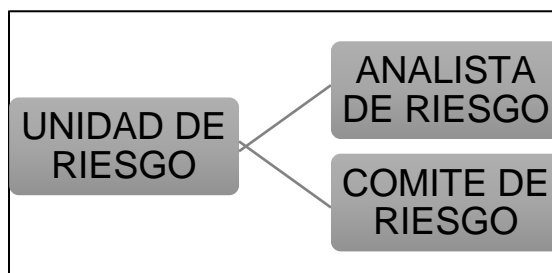 UNIDAD DE
RIESGO
ANALISTA
DE RIESGO
COMITE DE
RIESGO